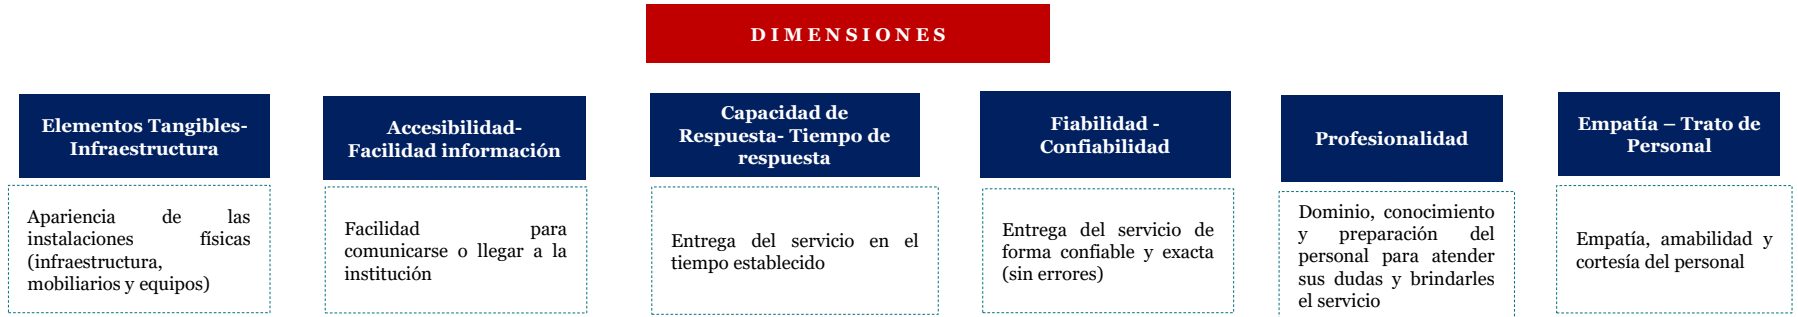 DIMENSIONES
Elementos Tangibles-
Infraestructura
Apariencia de las
instalaciones físicas
(infraestructura,
mobiliarios y equipos)
Accesibilidad-
Facilidad información
Facilidad para
comunicarse o llegar a la
institución
Capacidad de
Respuesta- Tiempo de
respuesta
Entrega del servicio en el
tiempo establecido
Fiabilidad -
Confiabilidad
Entrega del servicio de
forma confiable y exacta
(sin errores)
Profesionalidad
Dominio, conocimiento
y preparación del
personal para atender
sus dudas y brindarles
el servicio
Empatía – Trato de
Personal
Empatía, amabilidad y
cortesía del personal